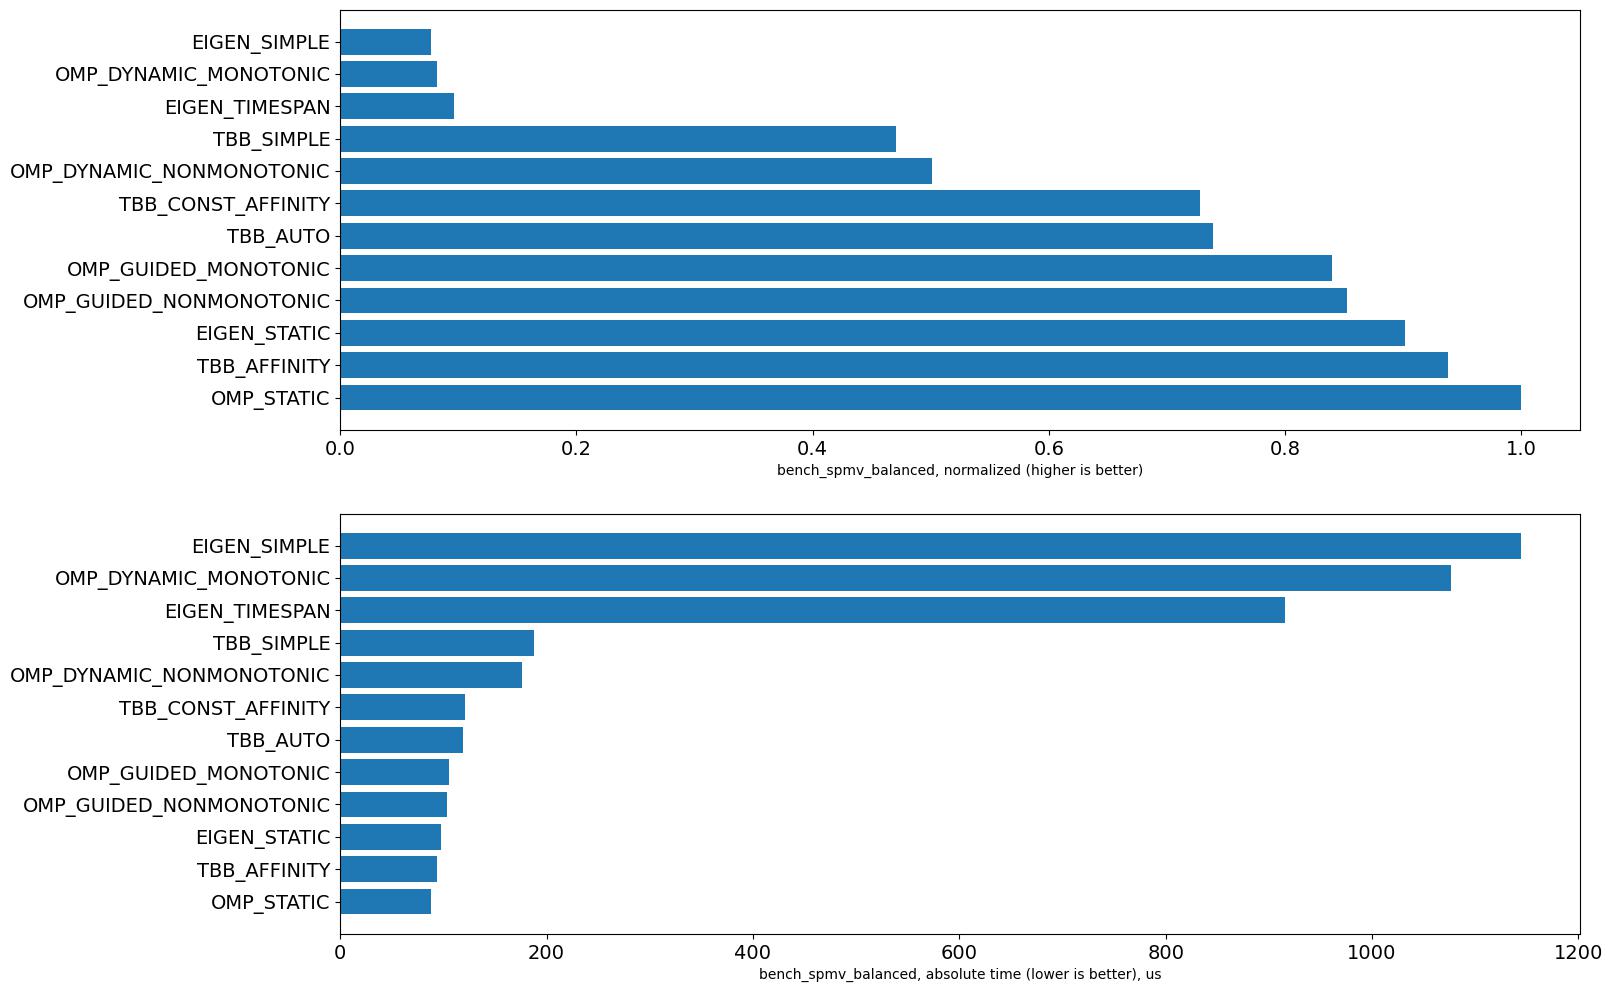 EIGEN_SIMPLE
OMP_DYNAMIC_MONOTONIC
EIGEN_TIMESPAN
TBB_SIMPLE
OMP_DYNAMIC_NONMONOTONIC
TBB_CONST_AFFINITY
TBB_AUTO
OMP_GUIDED_MONOTONIC
OMP_GUIDED_NONMONOTONIC
EIGEN_STATIC
TBB_AFFINITY
OMP_STATIC
0.0 0.2 0.4 0.6 0.8 1.0
bench_spmv_balanced, normalized (higher is better)
EIGEN_SIMPLE
OMP_DYNAMIC_MONOTONIC
EIGEN_TIMESPAN
TBB_SIMPLE
OMP_DYNAMIC_NONMONOTONIC
TBB_CONST_AFFINITY
TBB_AUTO
OMP_GUIDED_MONOTONIC
OMP_GUIDED_NONMONOTONIC
EIGEN_STATIC
TBB_AFFINITY
OMP_STATIC
0 200 400 600 800 1000 1200
bench_spmv_balanced, absolute time (lower is better), us